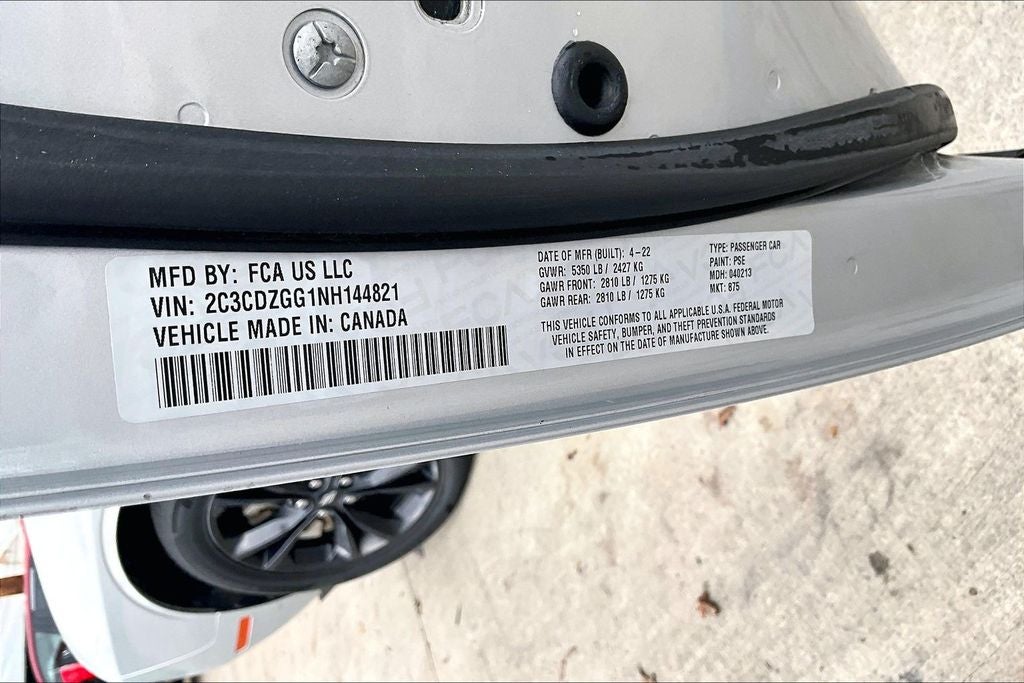 MFD BY: FCA US LLC
VIN: 2C3CDZGG1NH144821
VEHICLE MADE IN: CANADA
DATE OF MFR (BUILT): 4-22
GVWR: 5350 LB / 2427 KG
GAWR FRONT: 2810 LB / 1275 KG
GAWR REAR: 2810 LB / 1275 KG
TYPE: PASSENGER CAR
PAINT: PSE
MDH: 040213
MKT: 875
THIS VEHICLE CONFORMS TO ALL APPLICABLE U.S.A. FEDERAL MOTOR
VEHICLE SAFETY, BUMPER, AND THEFT PREVENTION STANDARDS
IN EFFECT ON THE DATE OF MANUFACTURE SHOWN ABOVE.